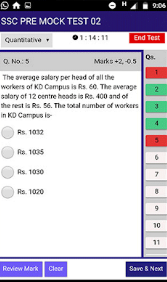 9:06
SSC PRE MOCK TEST 02
Quantitative
1 : 14 : 11
End Test
Qs.
Q. No.: 5
Marks +2, -0.5
The average salary per head of all the
workers of KD Campus is Rs. 60. The average
salary of 12 centre heads is Rs. 400 and of
the rest is Rs. 56. The total number of workers
in KD Campus is-
Rs. 1032
Rs. 1035
Rs. 1030
Rs. 1020
1
2
3
4
5
6
7
8
9
10
11
Review Mark
Clear
Save & Next